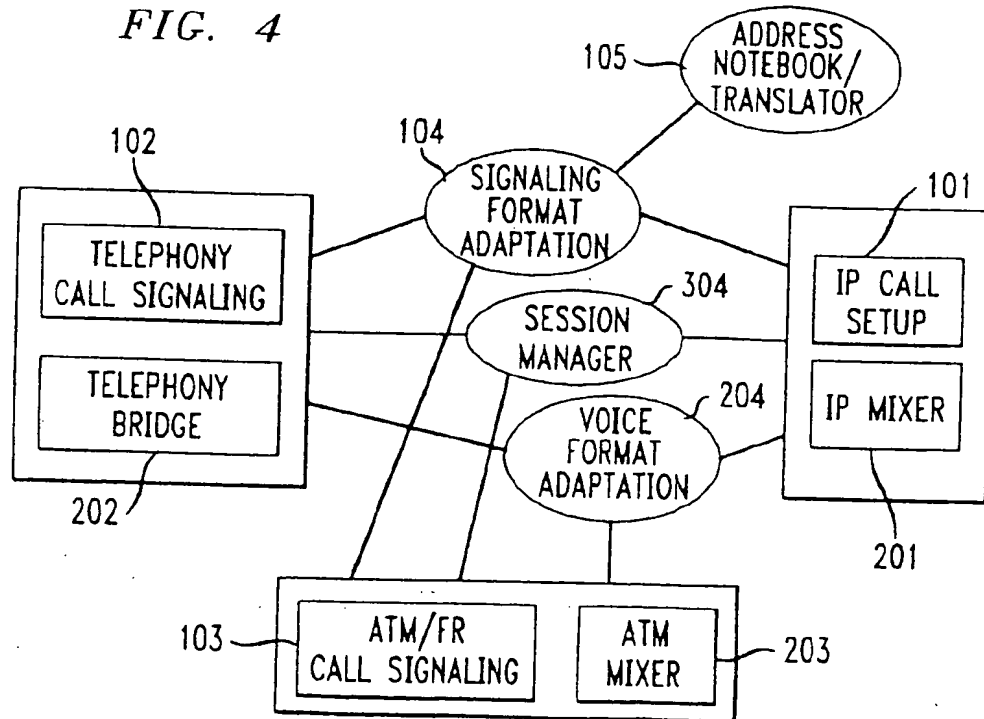 FIG. 4
105
ADDRESS
NOTEBOOK/
TRANSLATOR
102
104
SIGNALING
FORMAT
ADAPTATION
101
TELEPHONY
CALL SIGNALING
IP CALL
SETUP
304
SESSION
MANAGER
TELEPHONY
BRIDGE
204
IP MIXER
VOICE
FORMAT
ADAPTATION
202
201
103
ATM/FR
CALL SIGNALING
ATM
MIXER
203